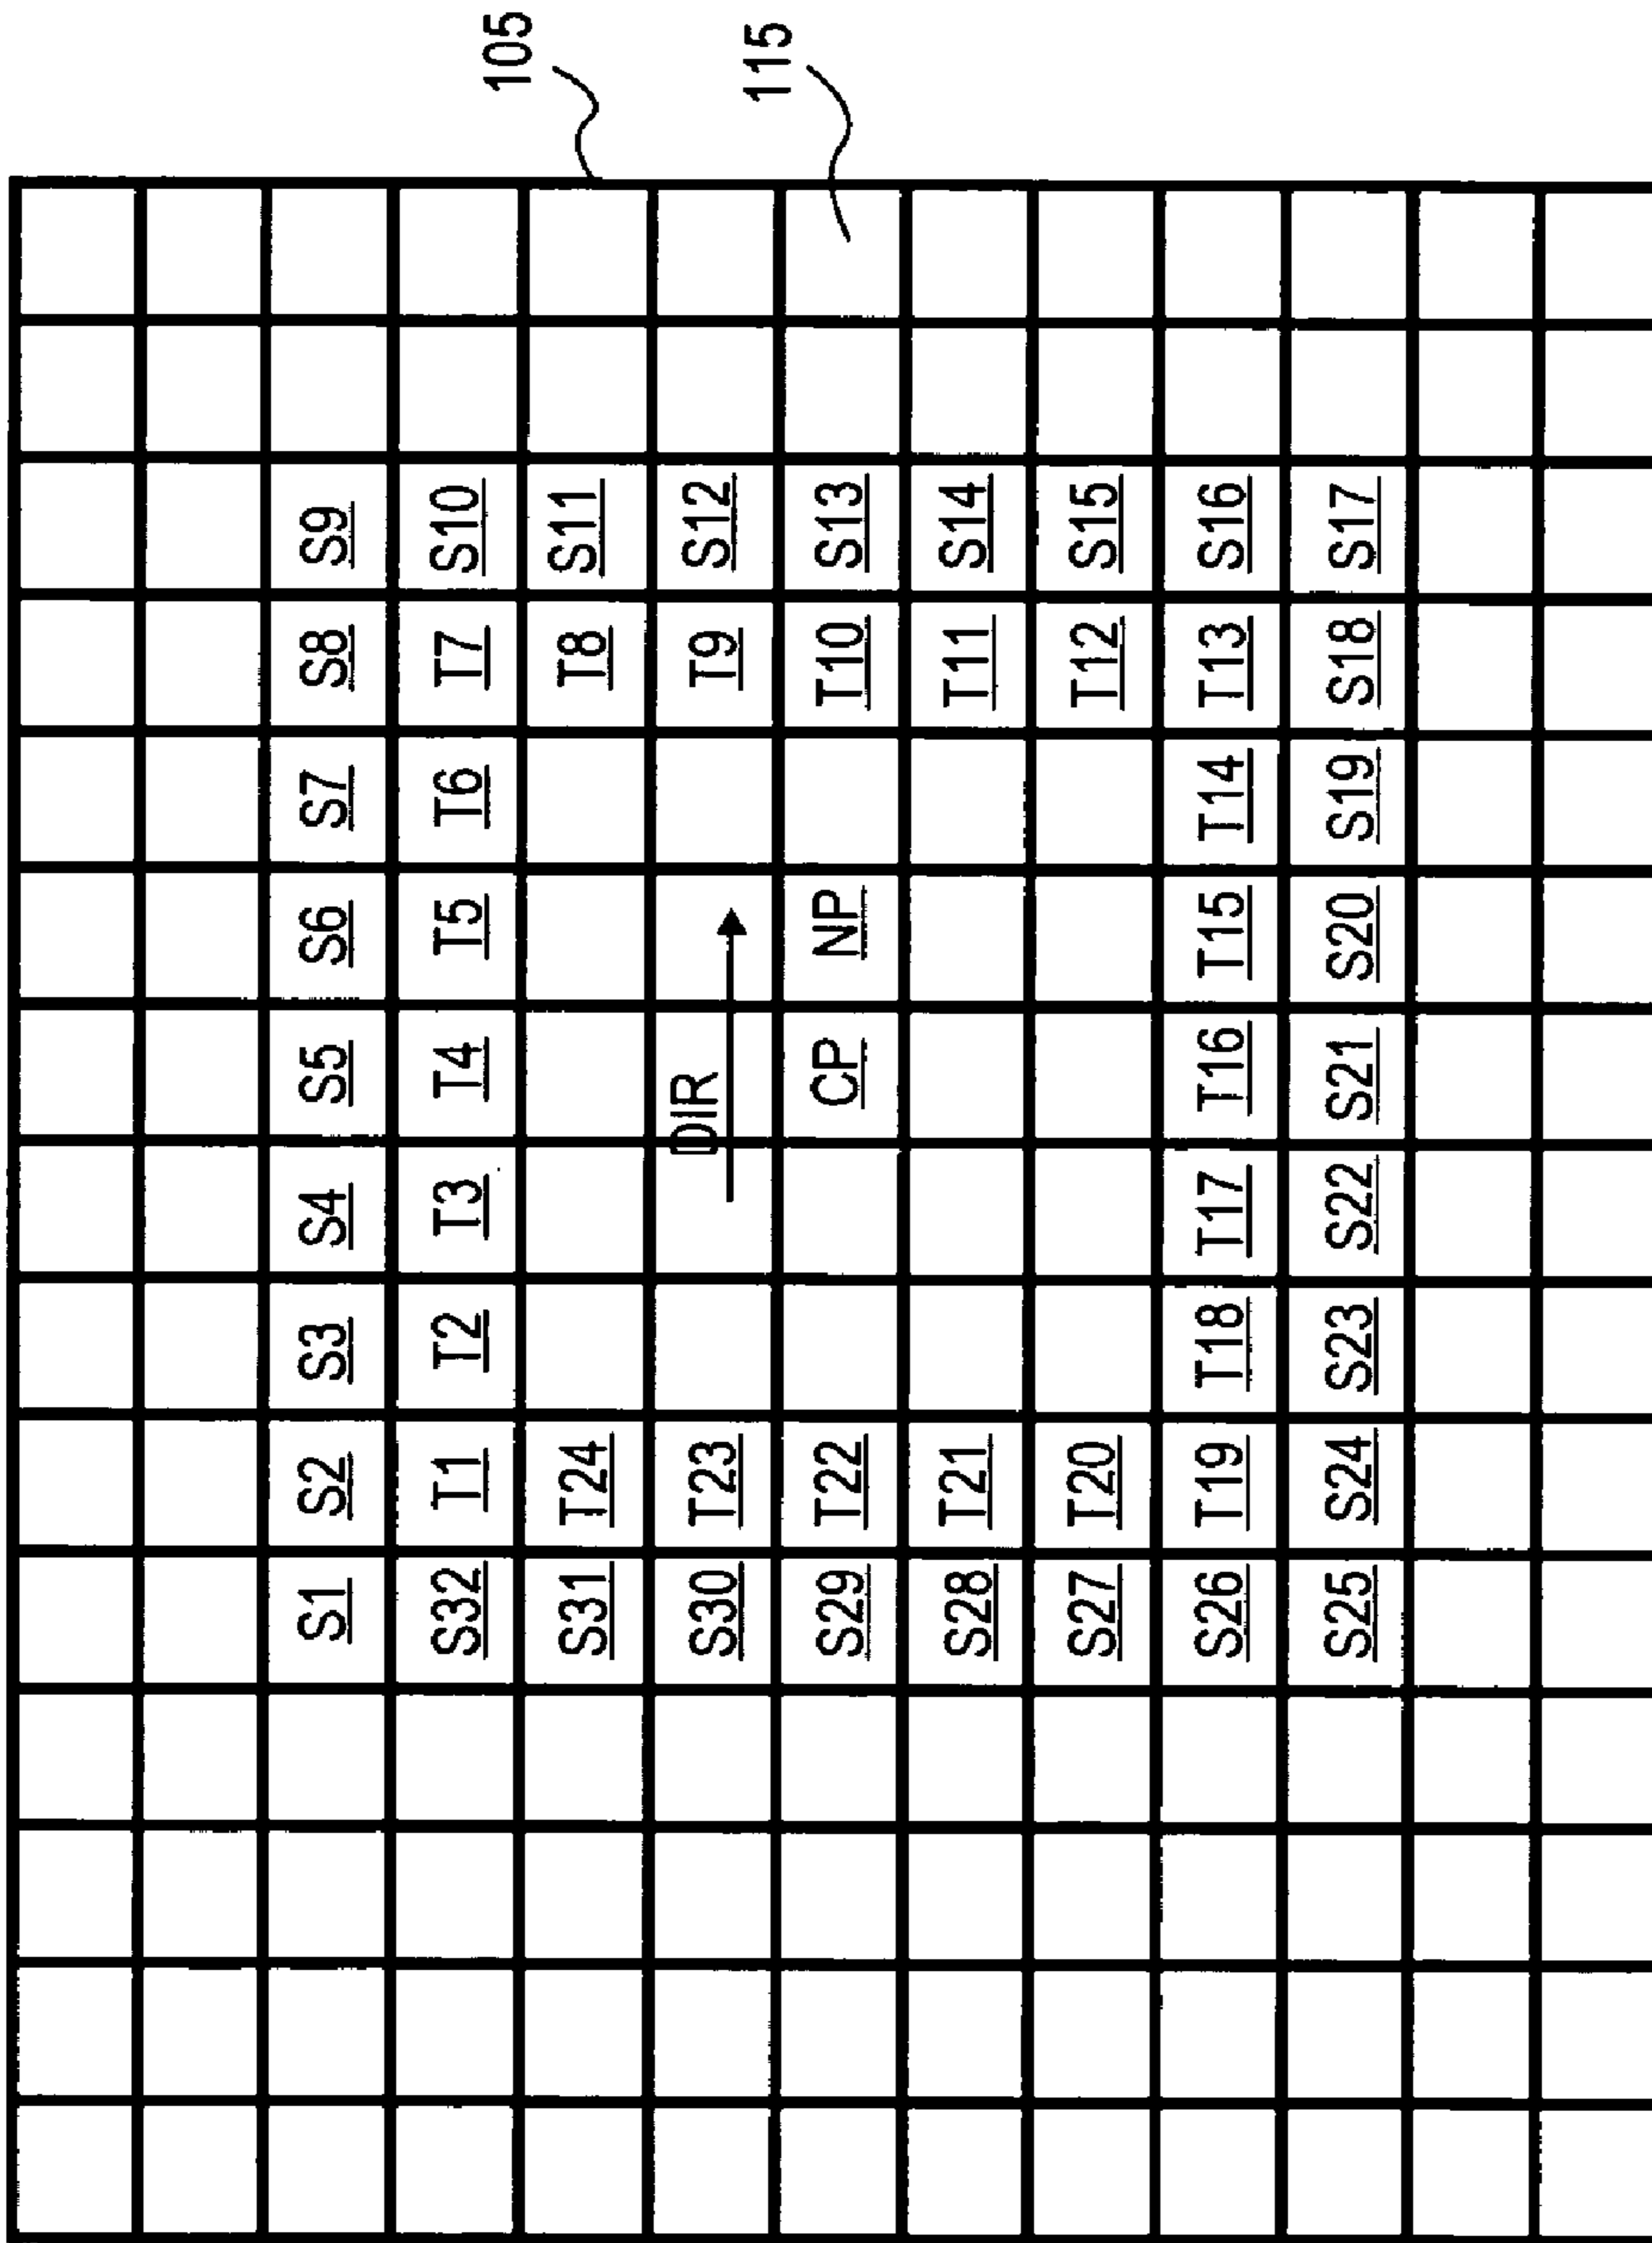 S1 S2 S3 S4 S5 S6 S7 S8 S9
S32 T1 T2 T3 T4 T5 T6 T7 S10
105
S31 T24 T8 S11
S30 T23 DIR T9 S12
115
S29 T22 CP NP T10 S13
S28 T21 T11 S14
S27 T20 T12 S15
S26 T19 T18 T17 T16 T15 T14 T13 S16
S25 S24 S23 S22 S21 S20 S19 S18 S17